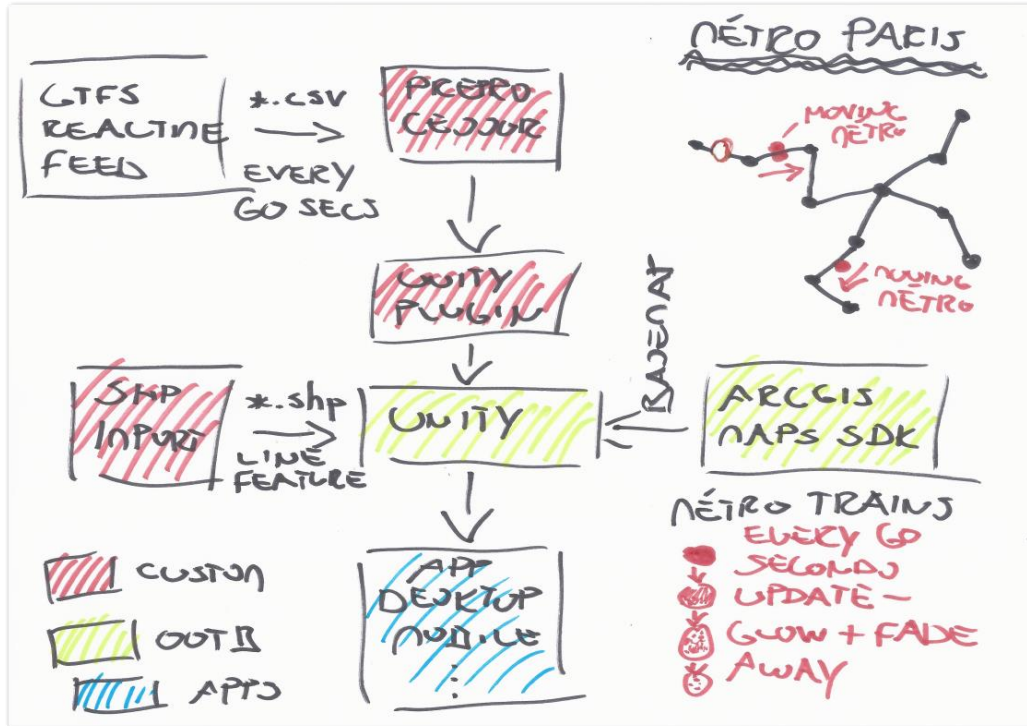 GTFS
REALTIME
FEED
*.csv
EVERY
60 SECS
PREPRO
CESSOR
UNITY
PLUGIN
SHP
IMPORT
*.shp
LINE
FEATURE
UNITY
BASEMAP
ARCGIS
MAPS SDK
APP
DESKTOP
MOBILE
CUSTOM
OOTB
APPS
MÉTRO PARIS
MOVING
MÉTRO
MOVING
MÉTRO
MÉTRO TRAINS
EVERY 60
SECONDS
UPDATE –
GLOW + FADE
AWAY